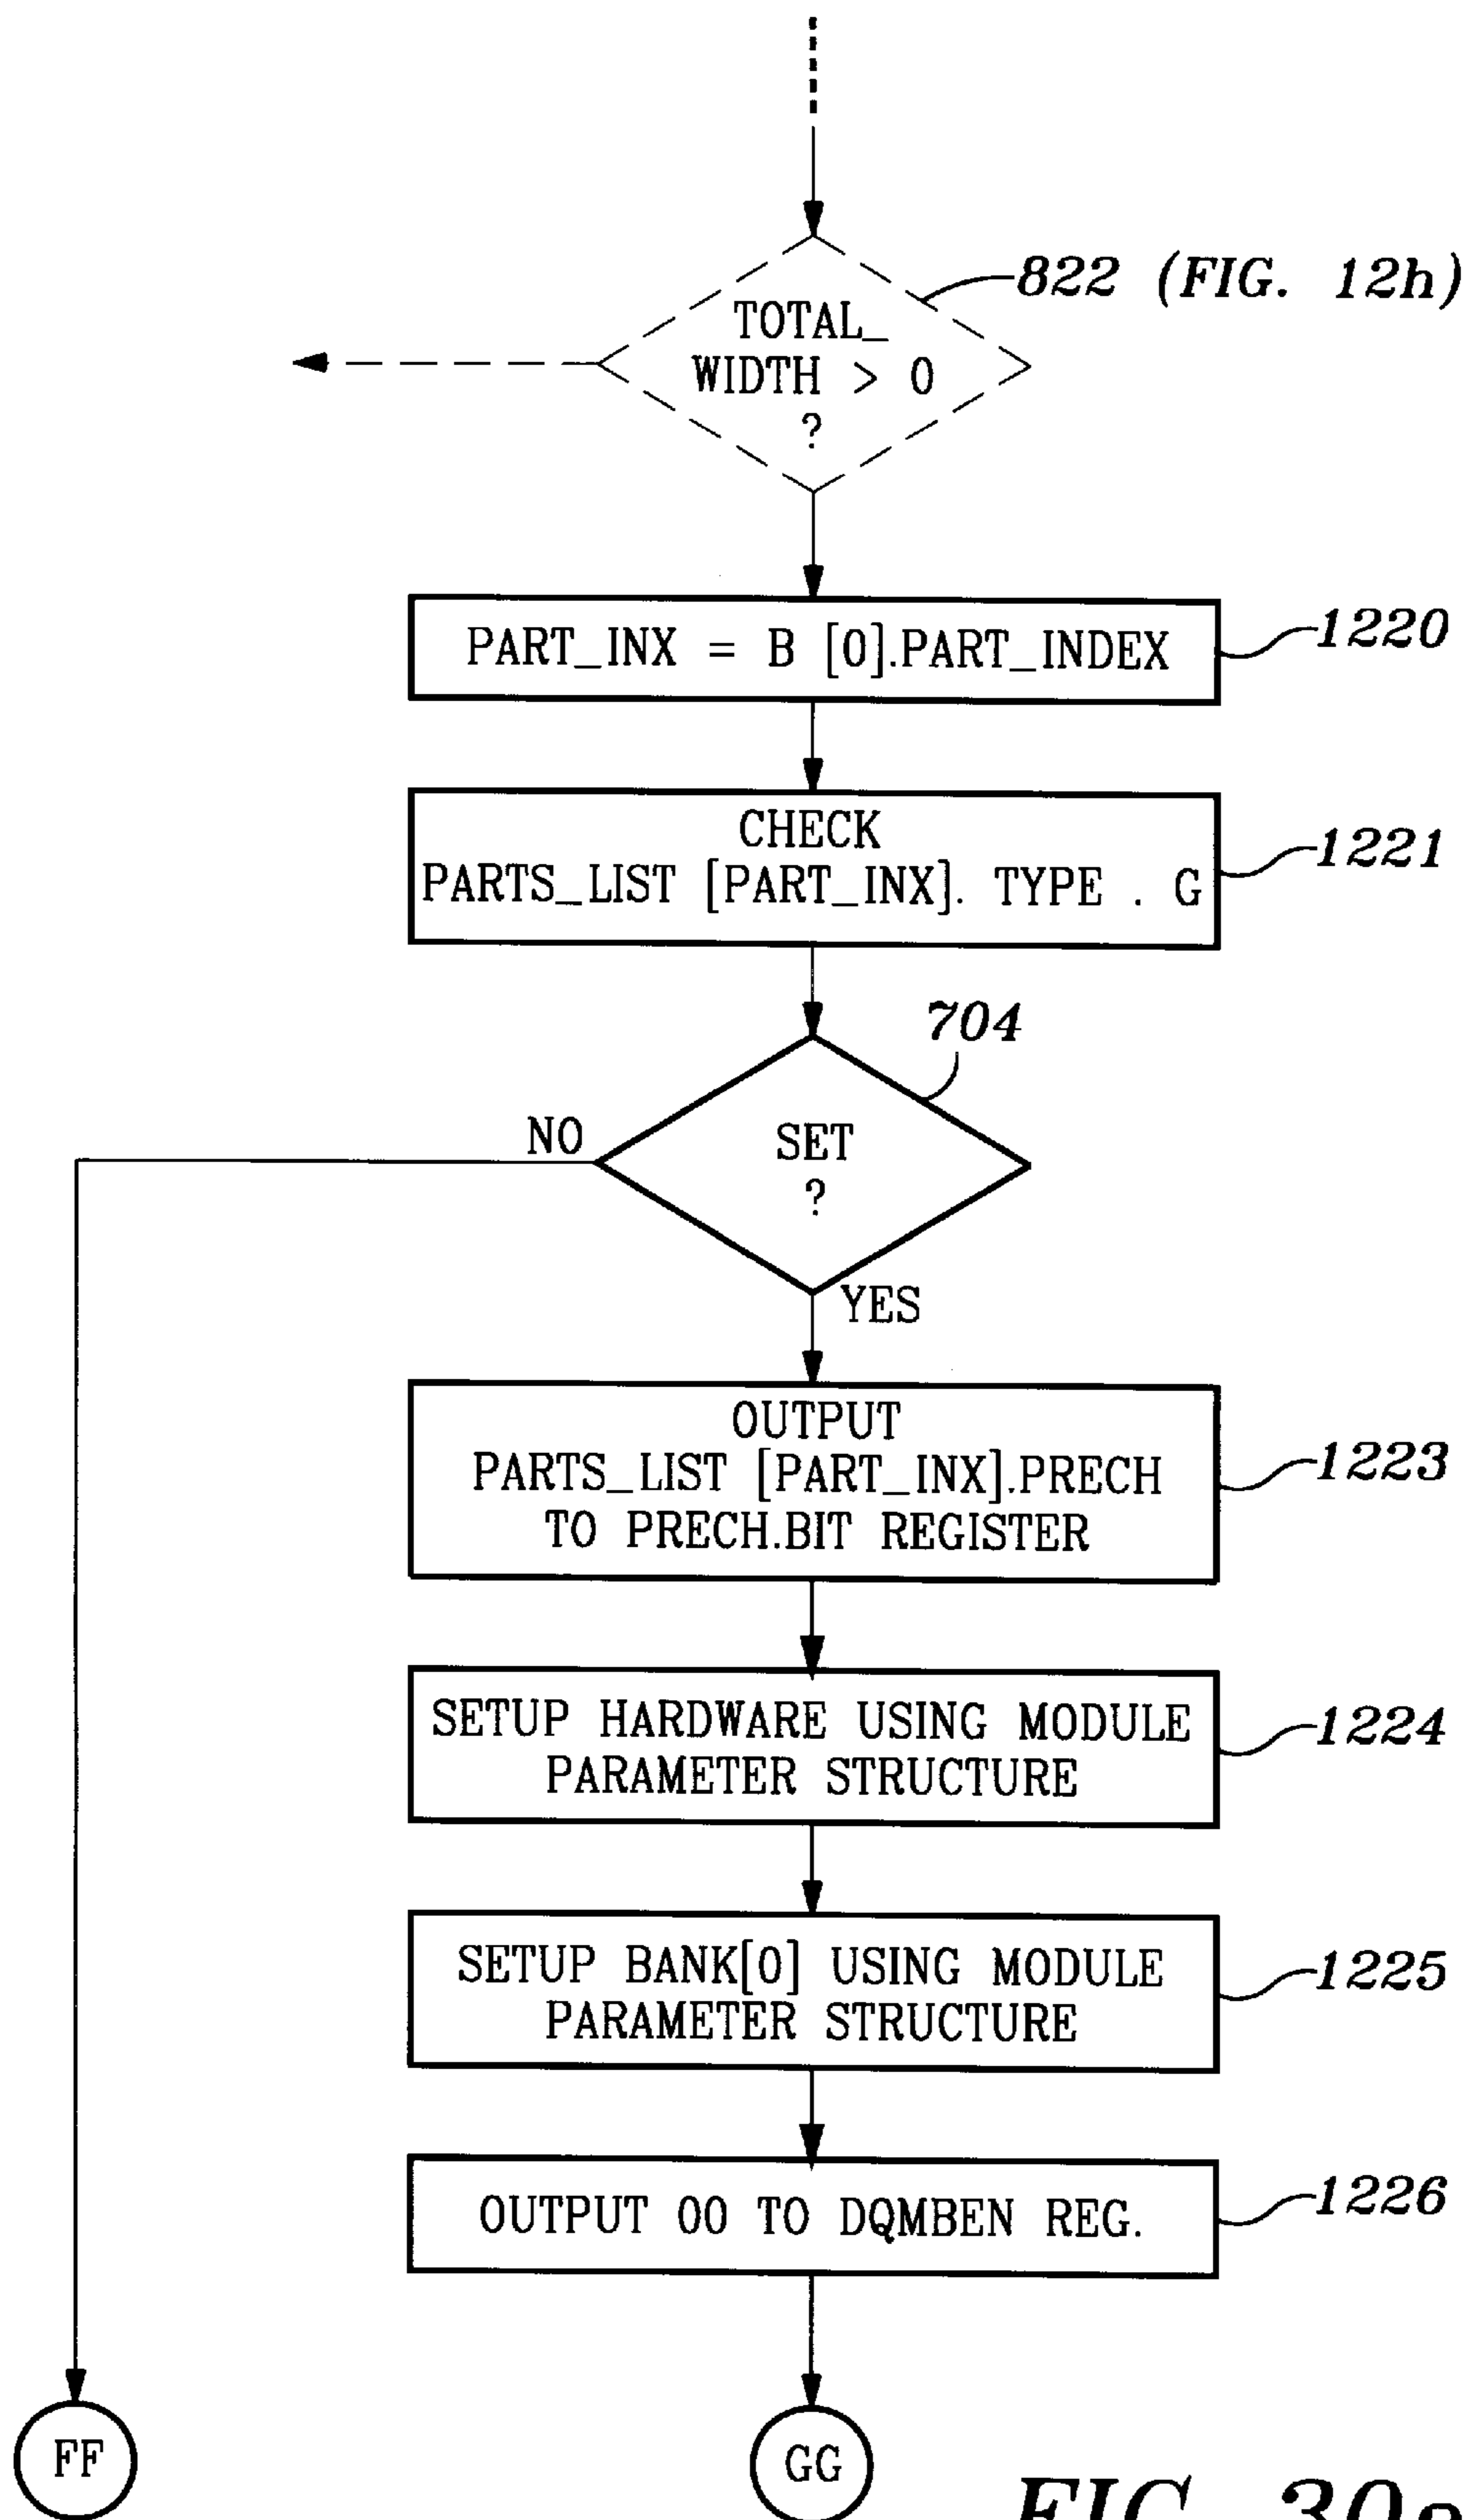 822 (FIG. 12h)
TOTAL_
WIDTH > 0
?
PART_INX = B [0].PART_INDEX
1220
CHECK
PARTS_LIST [PART_INX]. TYPE . G
1221
704
NO
SET
?
YES
OUTPUT
PARTS_LIST [PART_INX].PRECH
TO PRECH.BIT REGISTER
1223
SETUP HARDWARE USING MODULE
PARAMETER STRUCTURE
1224
SETUP BANK[0] USING MODULE
PARAMETER STRUCTURE
1225
OUTPUT 00 TO DQMBEN REG.
1226
FF
GG
FIG. 30